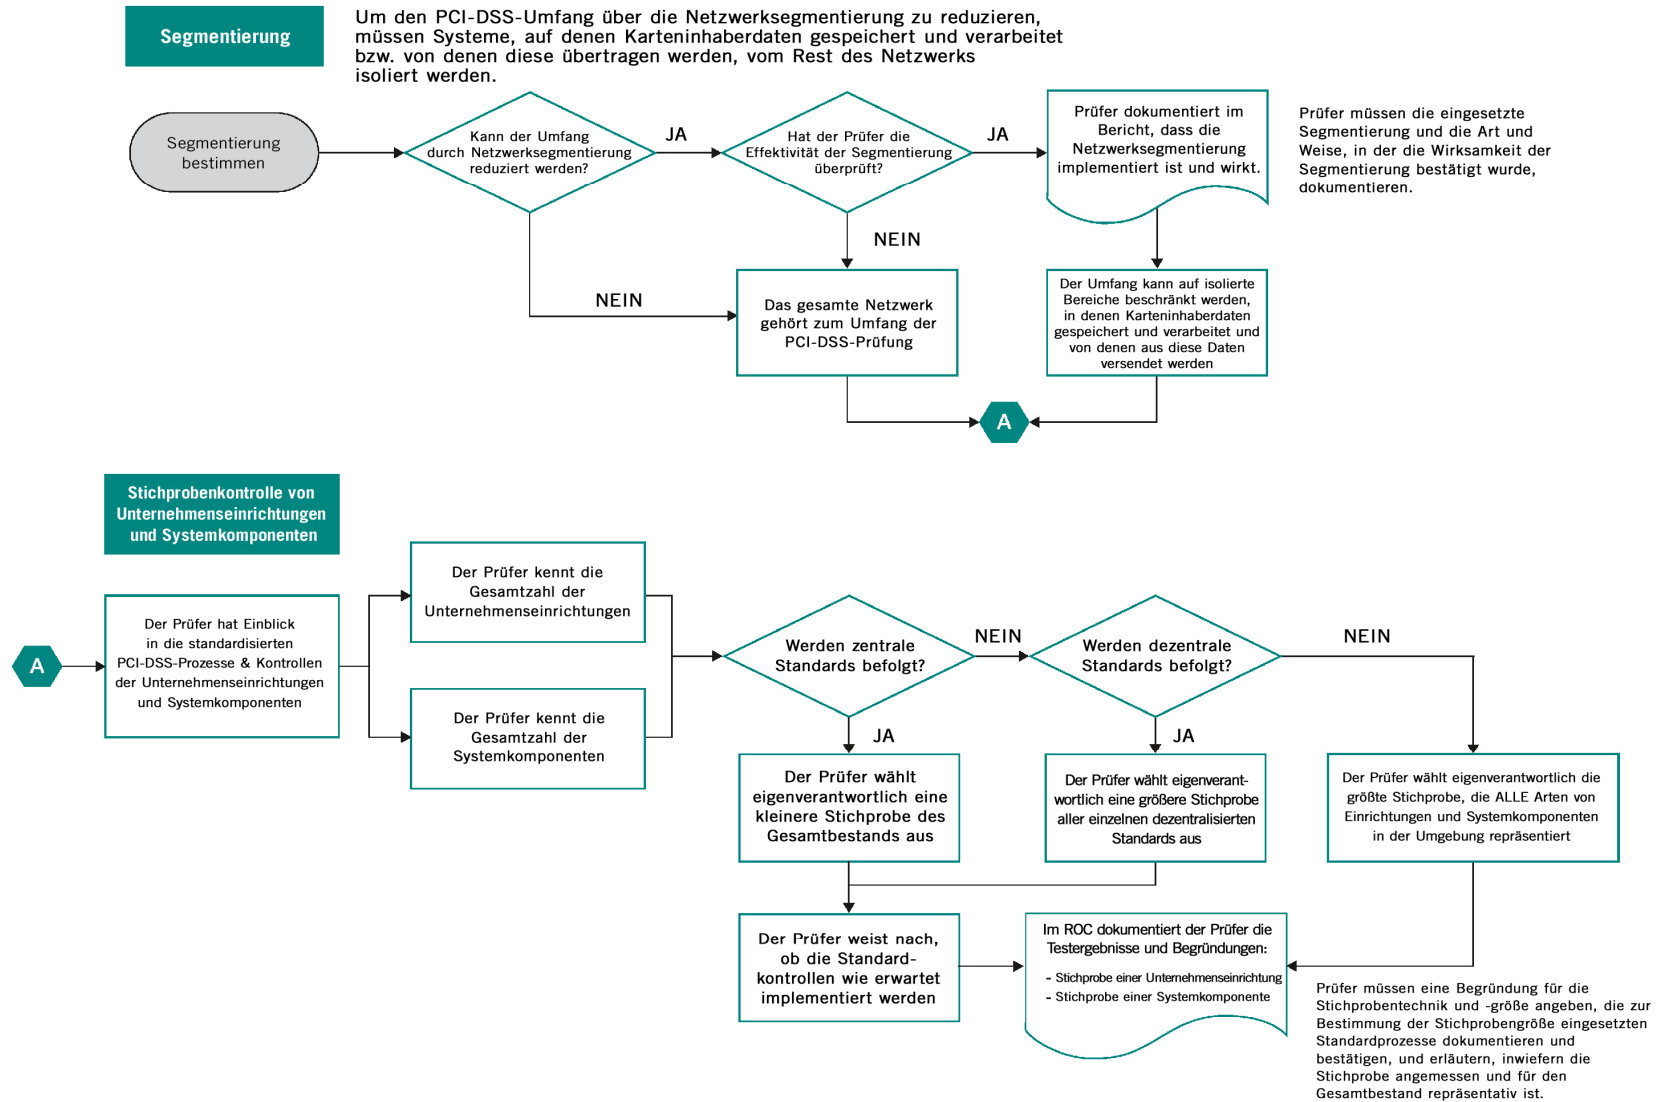 Segmentierung
Um den PCI-DSS-Umfang über die Netzwerksegmentierung zu reduzieren,
müssen Systeme, auf denen Karteninhaberdaten gespeichert und verarbeitet
bzw. von denen diese übertragen werden, vom Rest des Netzwerks
isoliert werden.
Segmentierung
bestimmen
Kann der Umfang
durch Netzwerksegmentierung
reduziert werden?
JA
Hat der Prüfer die
Effektivität der Segmentierung
überprüft?
JA
Prüfer dokumentiert im
Bericht, dass die
Netzwerksegmentierung
implementiert ist und wirkt.
Prüfer müssen die eingesetzte
Segmentierung und die Art und
Weise, in der die Wirksamkeit der
Segmentierung bestätigt wurde,
dokumentieren.
NEIN
NEIN
Das gesamte Netzwerk
gehört zum Umfang der
PCI-DSS-Prüfung
Der Umfang kann auf isolierte
Bereiche beschränkt werden,
in denen Karteninhaberdaten
gespeichert und verarbeitet und
von denen aus diese Daten
versendet werden
A
Stichprobenkontrolle von
Unternehmenseinrichtungen
und Systemkomponenten
A
Der Prüfer hat Einblick
in die standardisierten
PCI-DSS-Prozesse & Kontrollen
der Unternehmenseinrichtungen
und Systemkomponenten
Der Prüfer kennt die
Gesamtzahl der
Unternehmenseinrichtungen
Der Prüfer kennt die
Gesamtzahl der
Systemkomponenten
Werden zentrale
Standards befolgt?
NEIN
Werden dezentrale
Standards befolgt?
NEIN
JA
JA
Der Prüfer wählt
eigenverantwortlich eine
kleinere Stichprobe des
Gesamtbestands aus
Der Prüfer wählt eigenverant-
wortlich eine größere Stichprobe
aller einzelnen dezentralisierten
Standards aus
Der Prüfer wählt eigenverantwortlich die
größte Stichprobe, die ALLE Arten von
Einrichtungen und Systemkomponenten
in der Umgebung repräsentiert
Der Prüfer weist nach,
ob die Standard-
kontrollen wie erwartet
implementiert werden
Im ROC dokumentiert der Prüfer die
Testergebnisse und Begründungen:
- Stichprobe einer Unternehmenseinrichtung
- Stichprobe einer Systemkomponente
Prüfer müssen eine Begründung für die
Stichprobentechnik und -größe angeben, die zur
Bestimmung der Stichprobengröße eingesetzten
Standardprozesse dokumentieren und
bestätigen, und erläutern, inwiefern die
Stichprobe angemessen und für den
Gesamtbestand repräsentativ ist.